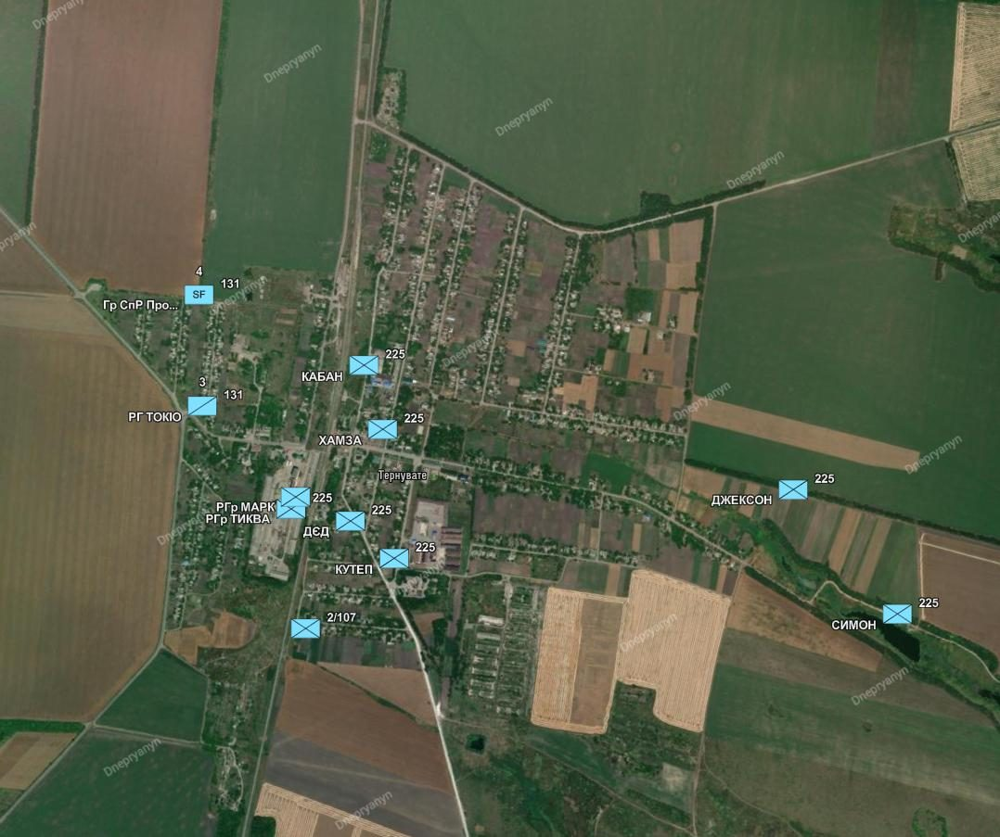 Dnepryanyn
Dnepryanyn
Dnepryanyn
Dnepryanyn
Dnepryanyn
pryanyn
4
131
SF
Гр СпР Про...
Dnepryanyn
225
КАБАН
Dnepryanyn
3
131
РГ ТОКІО
Dnepryanyn
225
ХАМЗА
Dnepryanyn
Тернувате
225
ДЖЕКСОН
225
РГр МАРК
РГр ТИКВА
225
ДЄД
Dnepryanyn
225
КУТЕП
225
СИМОН
2/107
Dnepryanyn
Dnepryanyn
Dnepryanyn
Dnepryanyn